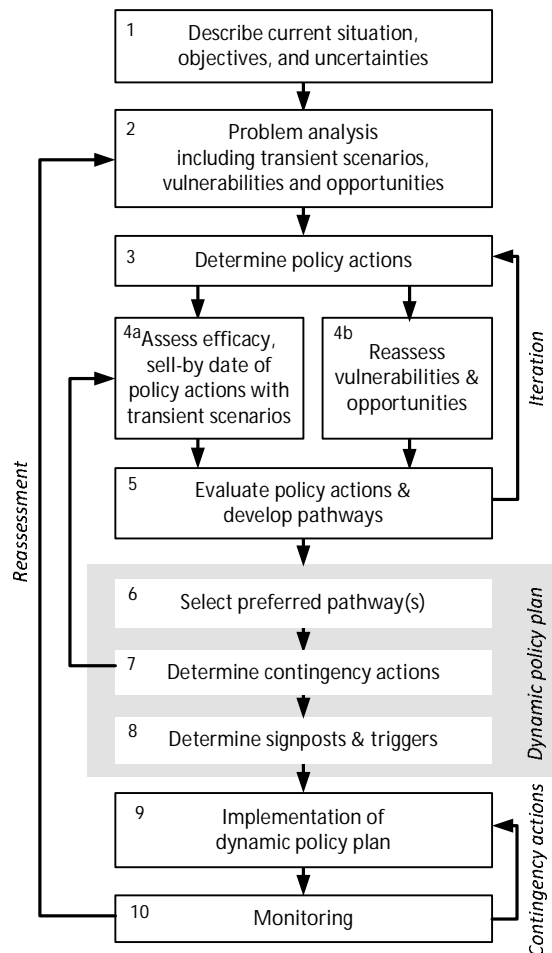 1
Describe current situation,
objectives, and uncertainties
2
Problem analysis
including transient scenarios,
vulnerabilities and opportunities
3
Determine policy actions
4a
Assess efficacy,
sell-by date of
policy actions with
transient scenarios
4b
Reassess
vulnerabilities &
opportunities
Iteration
5
Evaluate policy actions &
develop pathways
Reassessment
6
Select preferred pathway(s)
7
Determine contingency actions
8
Determine signposts & triggers
Dynamic policy plan
9
Implementation of
dynamic policy plan
10
Monitoring
Contingency actions